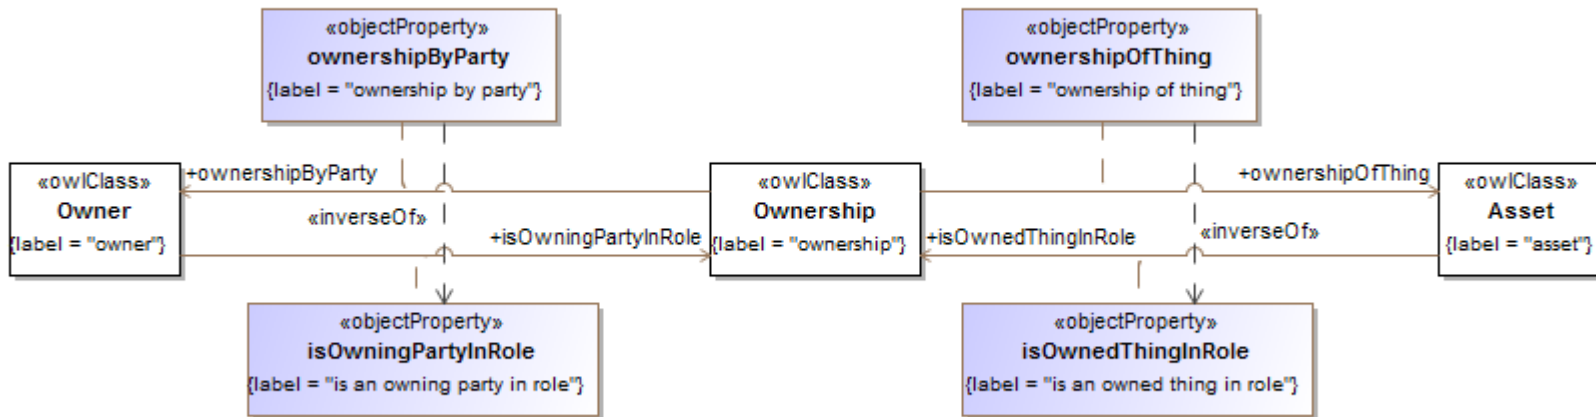 «objectProperty»
ownershipByParty
{label = "ownership by party"}
«objectProperty»
ownershipOfThing
{label = "ownership of thing"}
«owlClass»
Owner
{label = "owner"}
+ownershipByParty
«inverseOf»
+isOwningPartyInRole
«owlClass»
Ownership
{label = "ownership"}
+ownershipOfThing
+isOwnedThingInRole
«inverseOf»
«owlClass»
Asset
{label = "asset"}
«objectProperty»
isOwningPartyInRole
{label = "is an owning party in role"}
«objectProperty»
isOwnedThingInRole
{label = "is an owned thing in role"}